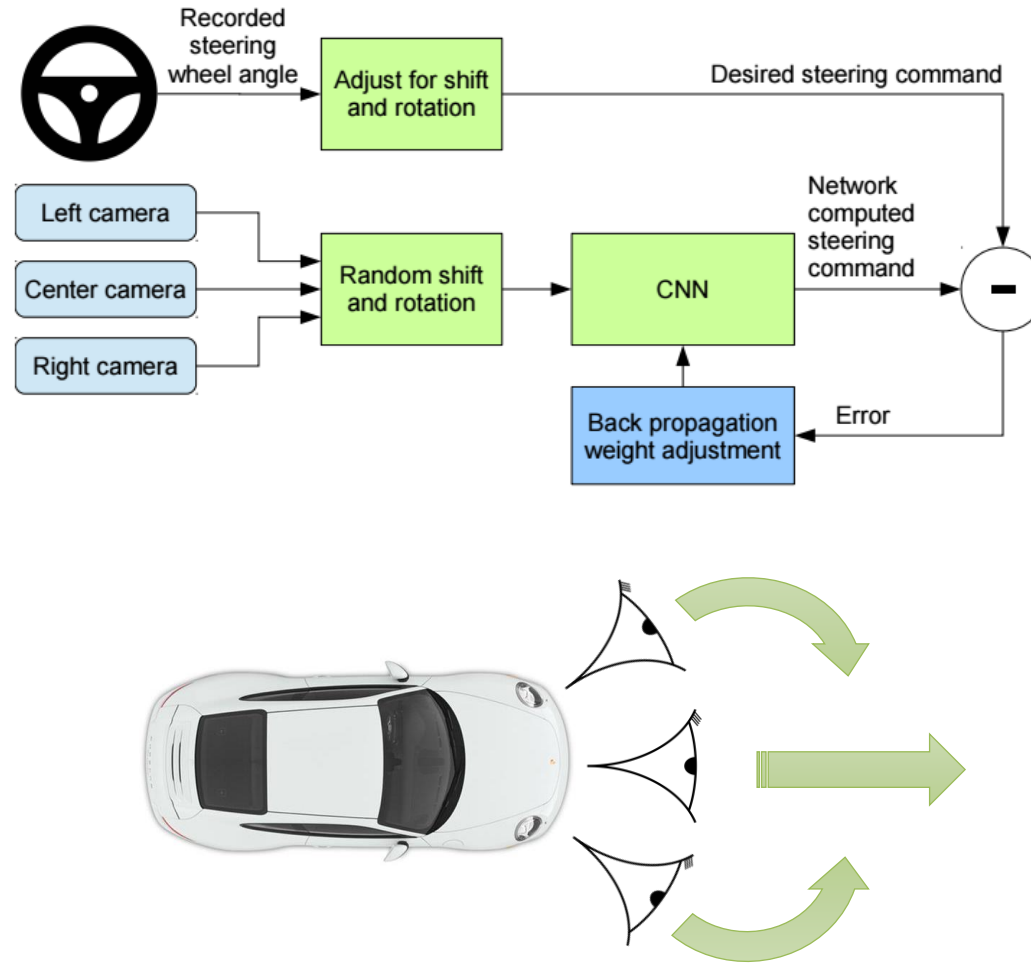 Recorded
steering
wheel angle
Adjust for shift
and rotation
Desired steering command
Left camera
Center camera
Right camera
Random shift
and rotation
CNN
Network
computed
steering
command
-
Back propagation
weight adjustment
Error